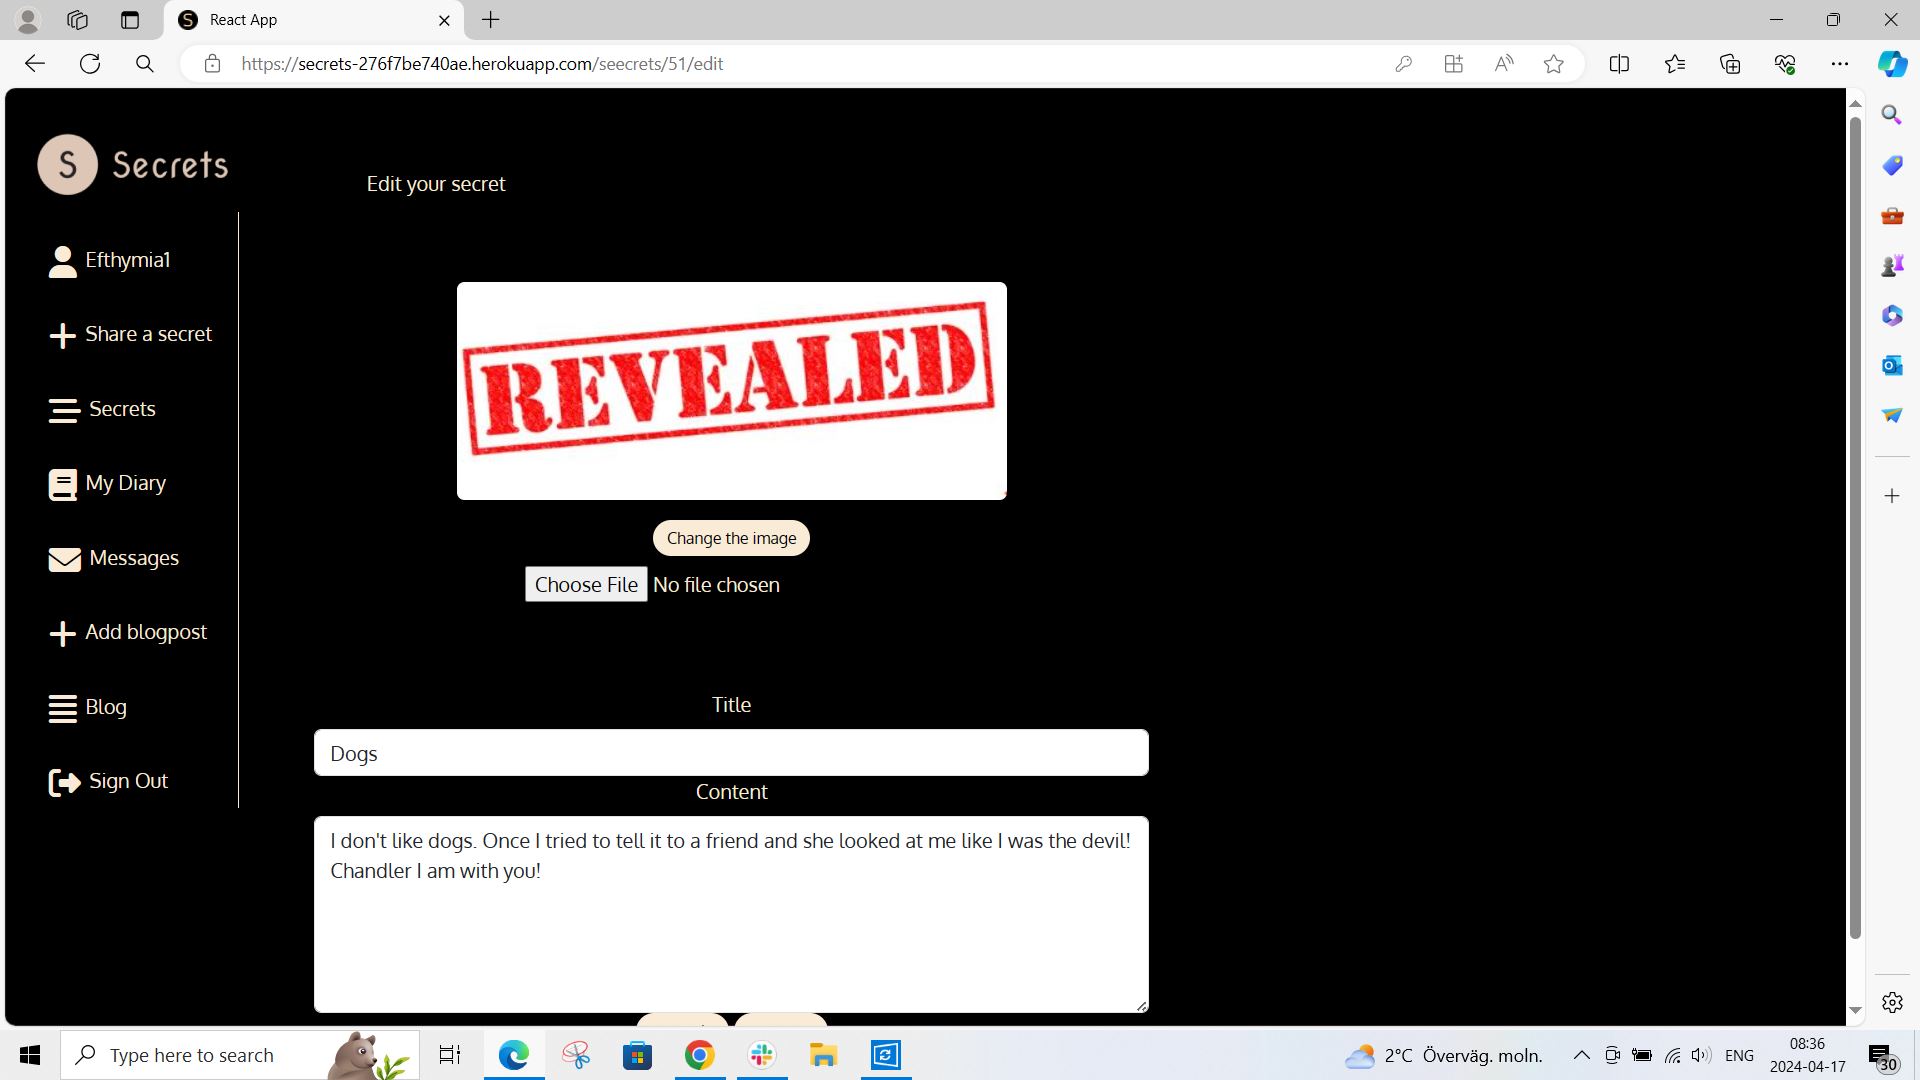 React App
https://secrets-276f7be740ae.herokuapp.com/seecrets/51/edit
S Secrets
Edit your secret
Efthymia1
Share a secret
Secrets
My Diary
Messages
Add blogpost
Blog
Sign Out
REVEALED
Change the image
Choose File No file chosen
Title
Dogs
Content
I don't like dogs. Once I tried to tell it to a friend and she looked at me like I was the devil!
Chandler I am with you!
Type here to search
2°C Överväg. moln.
ENG
08:36
2024-04-17
30